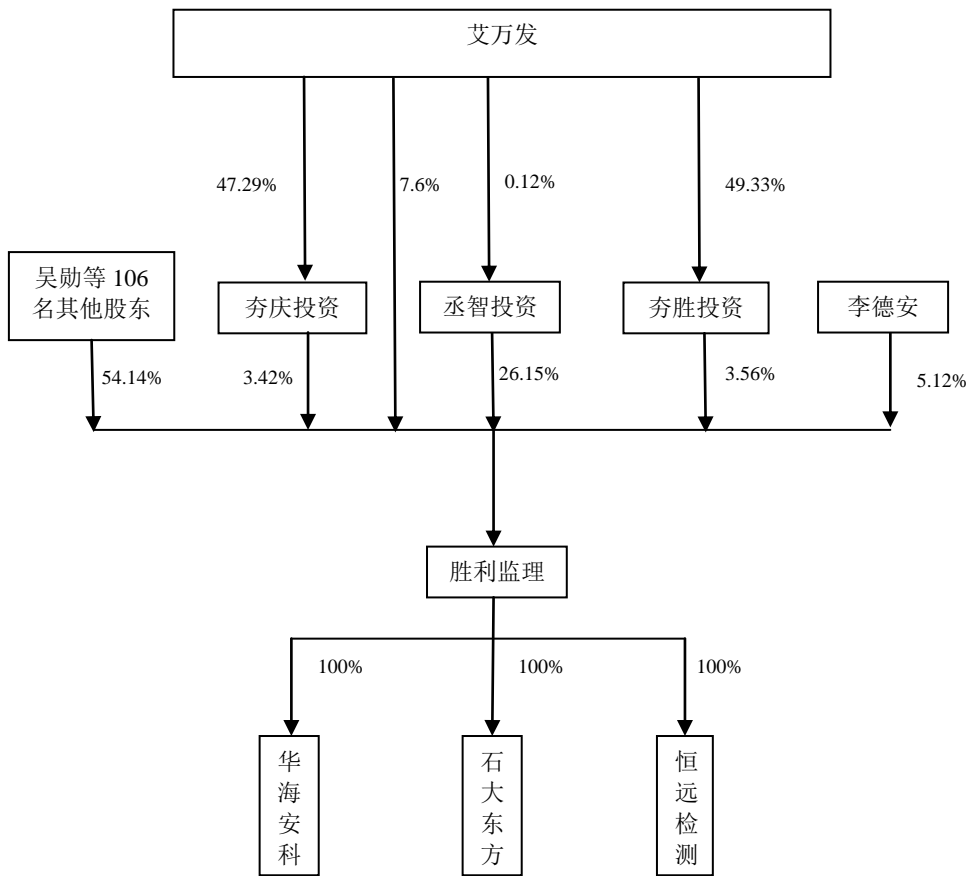 艾万发
47.29%
7.6%
0.12%
49.33%
吴勋等 106
名其他股东
夯庆投资
丞智投资
夯胜投资
李德安
54.14%
3.42%
26.15%
3.56%
5.12%
胜利监理
100%
100%
100%
华海安科
石大东方
恒远检测